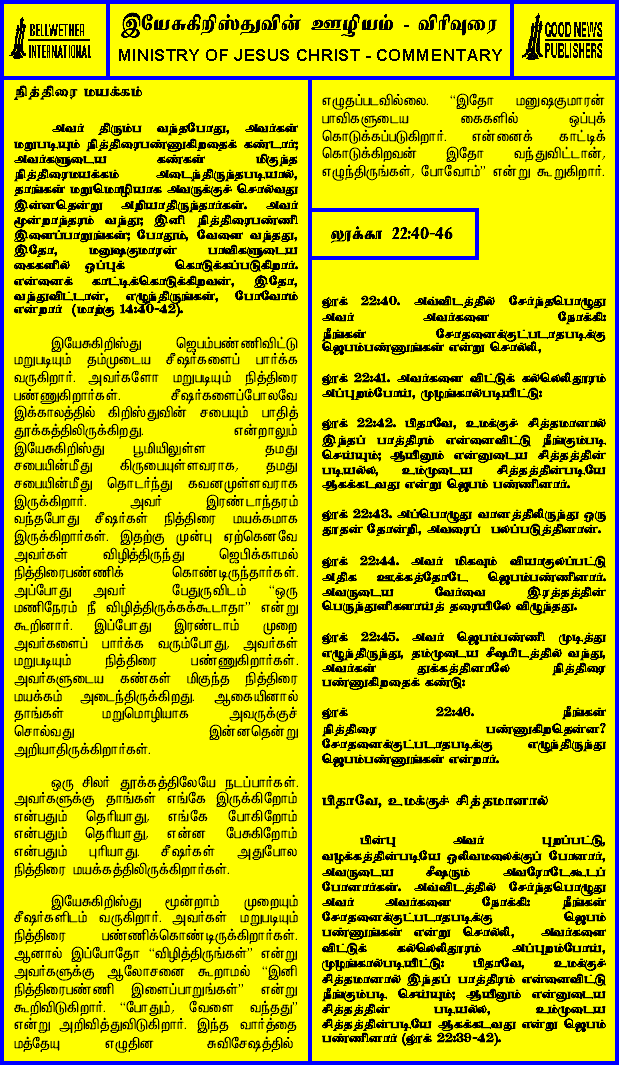 BELLWETHER
INTERNATIONAL
இயேசுகிறிஸ்துவின் ஊழியம் - விரிவுரை
MINISTRY OF JESUS CHRIST - COMMENTARY
GOOD NEWS
PUBLISHERS
நித்திரை மயக்கம்
அவர் திரும்ப வந்தபோது, அவர்கள்
மறுபடியும் நித்திரைபண்ணுகிறதைக் கண்டார்;
அவர்களுடைய கண்கள் மிகுந்த
நித்திரைமயக்கம் அடைந்திருந்தபடியால்,
தாங்கள் மறுமொழியாக அவருக்குச் சொல்வது
இன்னதென்று அறியாதிருந்தார்கள். அவர்
மூன்றாந்தரம் வந்து; இனி நித்திரைபண்ணி
இளைப்பாறுங்கள்; போதும், வேளை வந்தது,
இதோ, மனுஷகுமாரன் பாவிகளுடைய
கைகளில் ஒப்புக் கொடுக்கப்படுகிறார்.
என்னைக் காட்டிக்கொடுக்கிறவன், இதோ,
வந்துவிட்டான், எழுந்திருங்கள், போவோம்
என்றார் (மாற்கு 14:40-42).
இயேசுகிறிஸ்து ஜெபம்பண்ணிவிட்டு
மறுபடியும் தம்முடைய சீஷர்களைப் பார்க்க
வருகிறார். அவர்களோ மறுபடியும் நித்திரை
பண்ணுகிறார்கள். சீஷர்களைப்போலவே
இக்காலத்தில் கிறிஸ்துவின் சபையும் பாதித்
தூக்கத்திலிருக்கிறது. என்றாலும்
இயேசுகிறிஸ்து பூமியிலுள்ள தமது
சபையின்மீது கிருபையுள்ளவராக, தமது
சபையின்மீது தொடர்ந்து கவனமுள்ளவராக
இருக்கிறார். அவர் இரண்டாந்தரம்
வந்தபோது சீஷர்கள் நித்திரை மயக்கமாக
இருக்கிறார்கள். இதற்கு முன்பு ஏற்கெனவே
அவர்கள் விழித்திருந்து ஜெபிக்காமல்
நித்திரைபண்ணிக் கொண்டிருந்தார்கள்.
அப்போது அவர் பேதுருவிடம் “ஒரு
மணிநேரம் நீ விழித்திருக்கக்கூடாதா” என்று
கூறினார். இப்போது இரண்டாம் முறை
அவர்களைப் பார்க்க வரும்போது, அவர்கள்
மறுபடியும் நித்திரை பண்ணுகிறார்கள்.
அவர்களுடைய கண்கள் மிகுந்த நித்திரை
மயக்கம் அடைந்திருக்கிறது. ஆகையினால்
தாங்கள் மறுமொழியாக அவருக்குச்
சொல்வது இன்னதென்று
அறியாதிருக்கிறார்கள்.
ஒரு சிலர் தூக்கத்திலேயே நடப்பார்கள்.
அவர்களுக்கு தாங்கள் எங்கே இருக்கிறோம்
என்பதும் தெரியாது. எங்கே போகிறோம்
என்பதும் தெரியாது. என்ன பேசுகிறோம்
என்பதும் புரியாது. சீஷர்கள் அதுபோல
நித்திரை மயக்கத்திலிருக்கிறார்கள்.
இயேசுகிறிஸ்து மூன்றாம் முறையும்
சீஷர்களிடம் வருகிறார். அவர்கள் மறுபடியும்
நித்திரை பண்ணிக்கொண்டிருக்கிறார்கள்.
ஆனால் இப்போதோ “விழித்திருங்கள்” என்று
அவர்களுக்கு ஆலோசனை கூறாமல் “இனி
நித்திரைபண்ணி இளைப்பாறுங்கள்” என்று
கூறிவிடுகிறார். “போதும், வேளை வந்தது”
என்று அறிவித்துவிடுகிறார். இந்த வார்த்தை
மத்தேயு எழுதின சுவிசேஷத்தில்
எழுதப்படவில்லை. “இதோ மனுஷகுமாரன்
பாவிகளுடைய கைகளில் ஒப்புக்
கொடுக்கப்படுகிறார். என்னைக் காட்டிக்
கொடுக்கிறவன் இதோ வந்துவிட்டான்,
எழுந்திருங்கள், போவோம்” என்று கூறுகிறார்.
லூக்கா 22:40-46
லூக் 22:40. அவ்விடத்தில் சேர்ந்தபொழுது
அவர் அவர்களை நோக்கி:
நீங்கள் சோதனைக்குட்படாதபடிக்கு
ஜெபம்பண்ணுங்கள் என்று சொல்லி,
லூக் 22:41. அவர்களை விட்டுக் கல்லெறிதூரம்
அப்புறம்போய், முழங்கால்படியிட்டு:
லூக் 22:42. பிதாவே, உமக்குச் சித்தமானால்
இந்தப் பாத்திரம் என்னைவிட்டு நீங்கும்படி
செய்யும்; ஆயினும் என்னுடைய சித்தத்தின்
படியல்ல, உம்முடைய சித்தத்தின்படியே
ஆகக்கடவது என்று ஜெபம் பண்ணினார்.
லூக் 22:43. அப்பொழுது வானத்திலிருந்து ஒரு
தூதன் தோன்றி, அவரைப் பலப்படுத்தினான்.
லூக் 22:44. அவர் மிகவும் வியாகுலப்பட்டு
அதிக ஊக்கத்தோடே ஜெபம்பண்ணினார்.
அவருடைய வேர்வை இரத்தத்தின்
பெருந்துளிகளாய்த் தரையிலே விழுந்தது.
லூக் 22:45. அவர் ஜெபம்பண்ணி முடித்து
எழுந்திருந்து, தம்முடைய சீஷரிடத்தில் வந்து,
அவர்கள் துக்கத்தினாலே நித்திரை
பண்ணுகிறதைக் கண்டு:
லூக் 22:46. நீங்கள்
நித்திரை பண்ணுகிறதென்ன?
சோதனைக்குட்படாதபடிக்கு எழுந்திருந்து
ஜெபம்பண்ணுங்கள் என்றார்.
பிதாவே, உமக்குச் சித்தமானால்
பின்பு அவர் புறப்பட்டு,
வழக்கத்தின்படியே ஒலிவமலைக்குப் போனார்,
அவருடைய சீஷரும் அவரோடேகூடப்
போனார்கள். அவ்விடத்தில் சேர்ந்தபொழுது
அவர் அவர்களை நோக்கி: நீங்கள்
சோதனைக்குட்படாதபடிக்கு ஜெபம்
பண்ணுங்கள் என்று சொல்லி, அவர்களை
விட்டுக் கல்லெறிதூரம் அப்புறம்போய்,
முழங்கால்படியிட்டு: பிதாவே, உமக்குச்
சித்தமானால் இந்தப் பாத்திரம் என்னைவிட்டு
நீங்கும்படி செய்யும்; ஆயினும் என்னுடைய
சித்தத்தின் படியல்ல, உம்முடைய
சித்தத்தின்படியே ஆகக்கடவது என்று ஜெபம்
பண்ணினார் (லூக் 22:39-42).